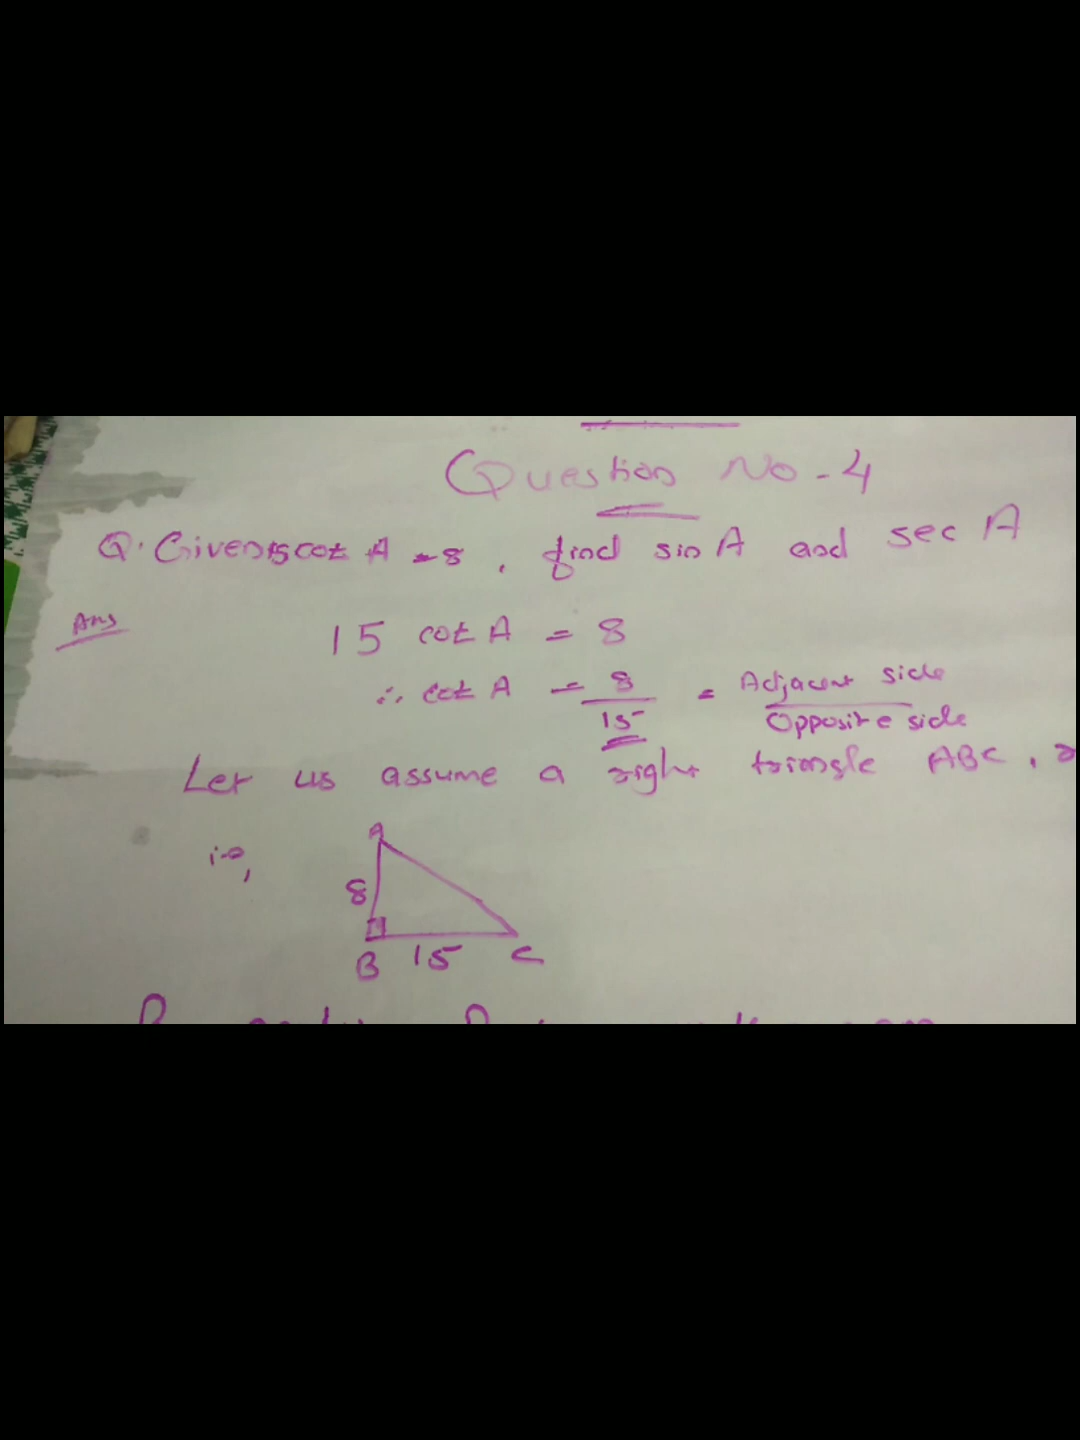 Question No - 4
Q. Given 15 cot A = 8, find sin A and sec A
Ans
15 cot A = 8
∴ cot A = 8/15 = Adjacent side/Opposite side
Let us assume a right triangle ABC,
i.e,
A
8
B 15 C